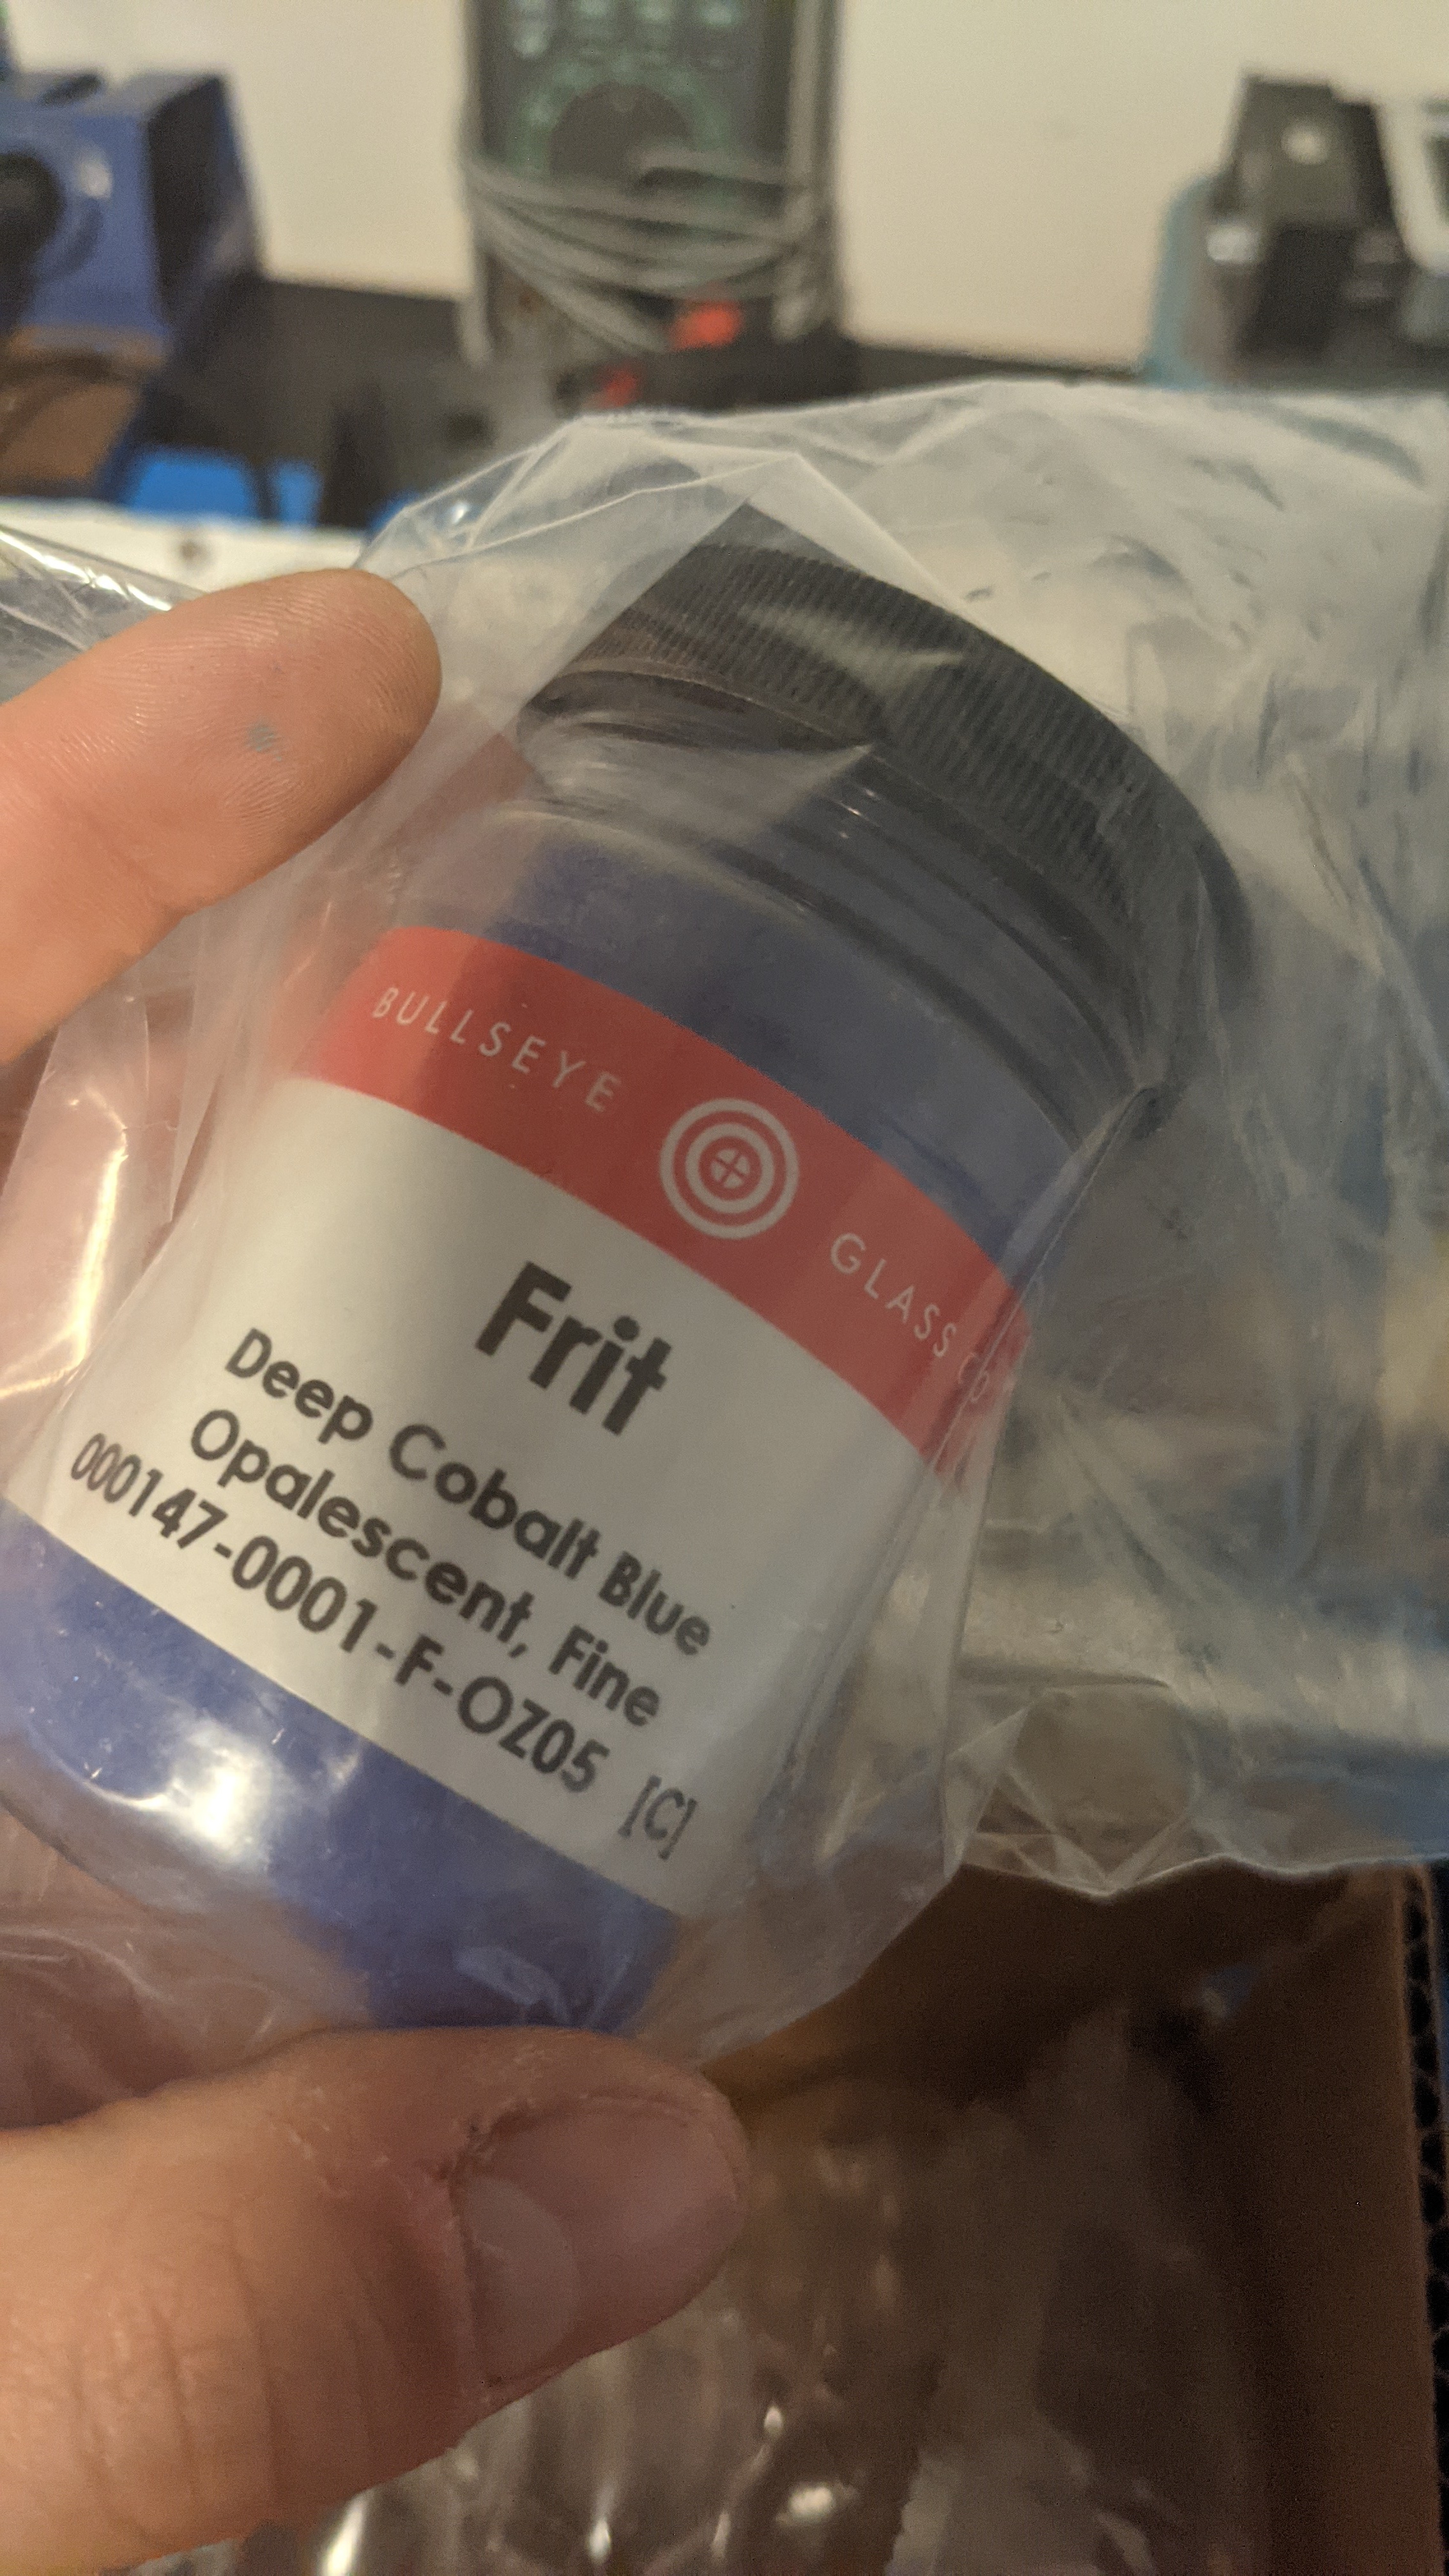 BULLSEYE GLASS Co
Frit
Deep Cobalt Blue
Opalescent, Fine
000147-0001-F-OZ05 [C]